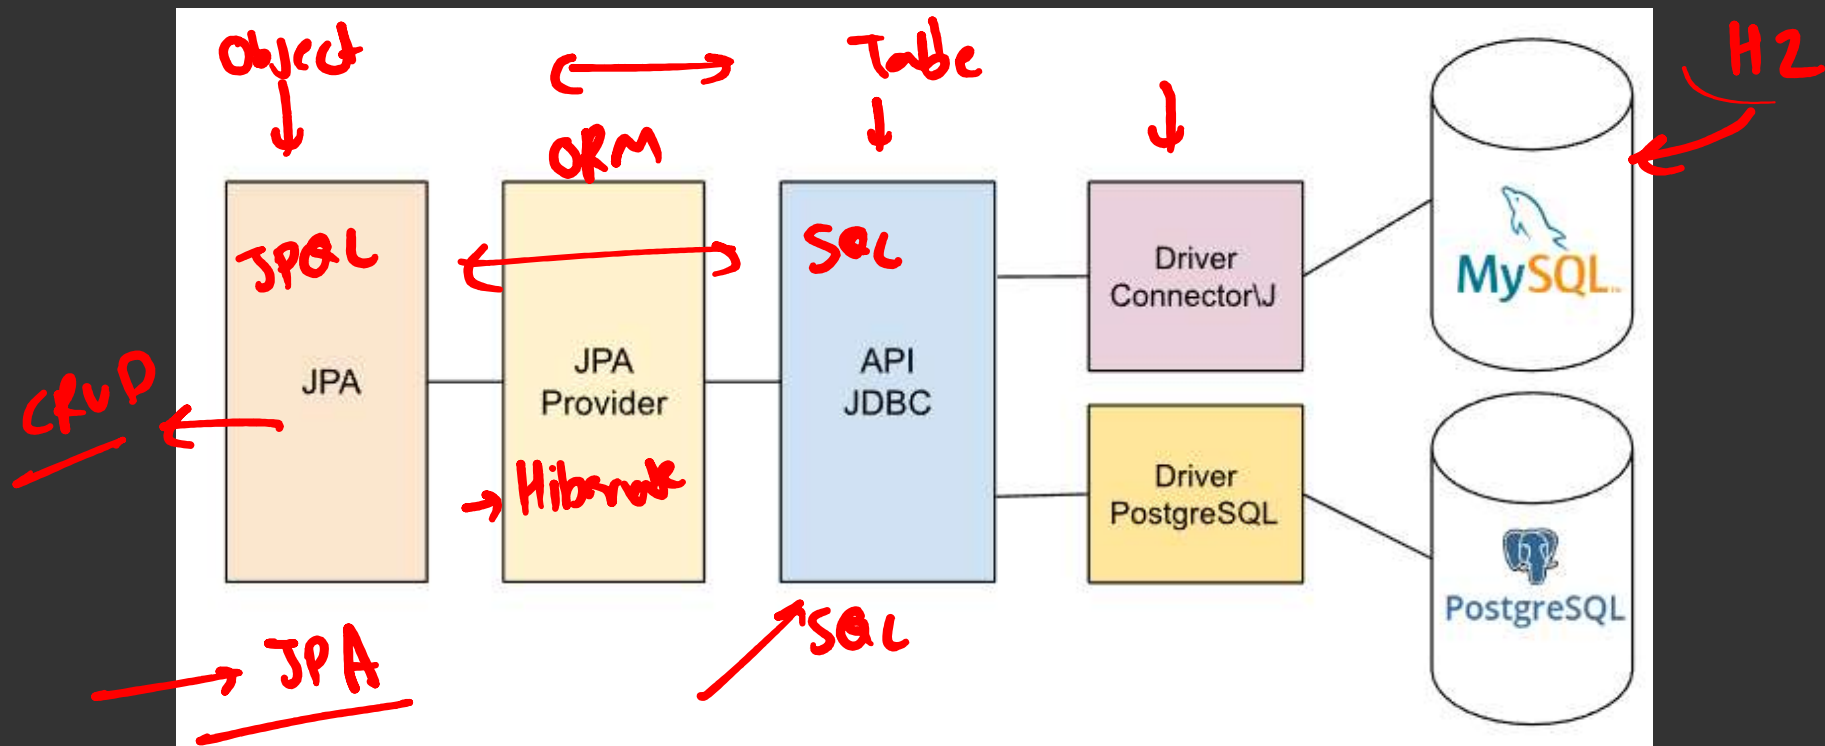 Object
Table
H2
ORM
JPQL
SQL
Driver
Connector\J
MySQL
TM
CRUD
JPA
JPA
Provider
API
JDBC
Hibernate
Driver
PostgreSQL
PostgreSQL
JPA
SQL